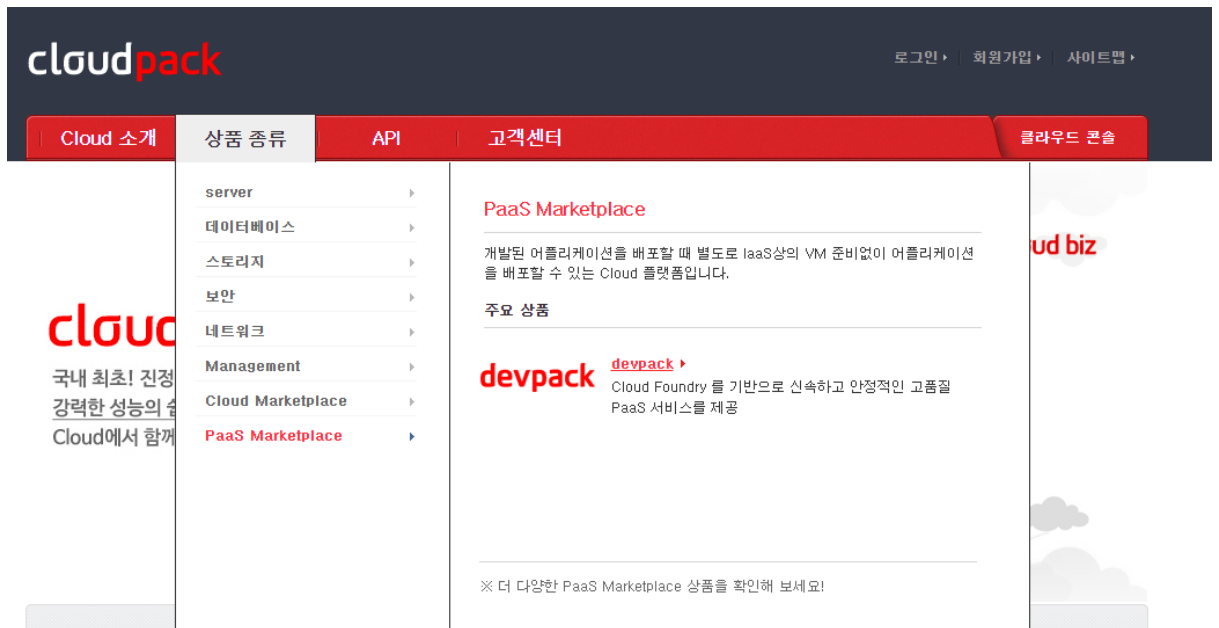 cloudpack
로그인
회원가입
사이트맵
Cloud 소개
상품 종류
API
고객센터
클라우드 콘솔
server
데이터베이스
스토리지
보안
네트워크
Management
Cloud Marketplace
PaaS Marketplace
PaaS Marketplace
개발된 어플리케이션을 배포할 때 별도로 IaaS상의 VM 준비없이 어플리케이션
을 배포할 수 있는 Cloud 플랫폼입니다.
주요 상품
devpack
devpack
Cloud Foundry 를 기반으로 신속하고 안정적인 고품질
PaaS 서비스를 제공
※ 더 다양한 PaaS Marketplace 상품을 확인해 보세요!
ud biz
cloud
국내 최초! 진정
강력한 성능의
Cloud에서 함께